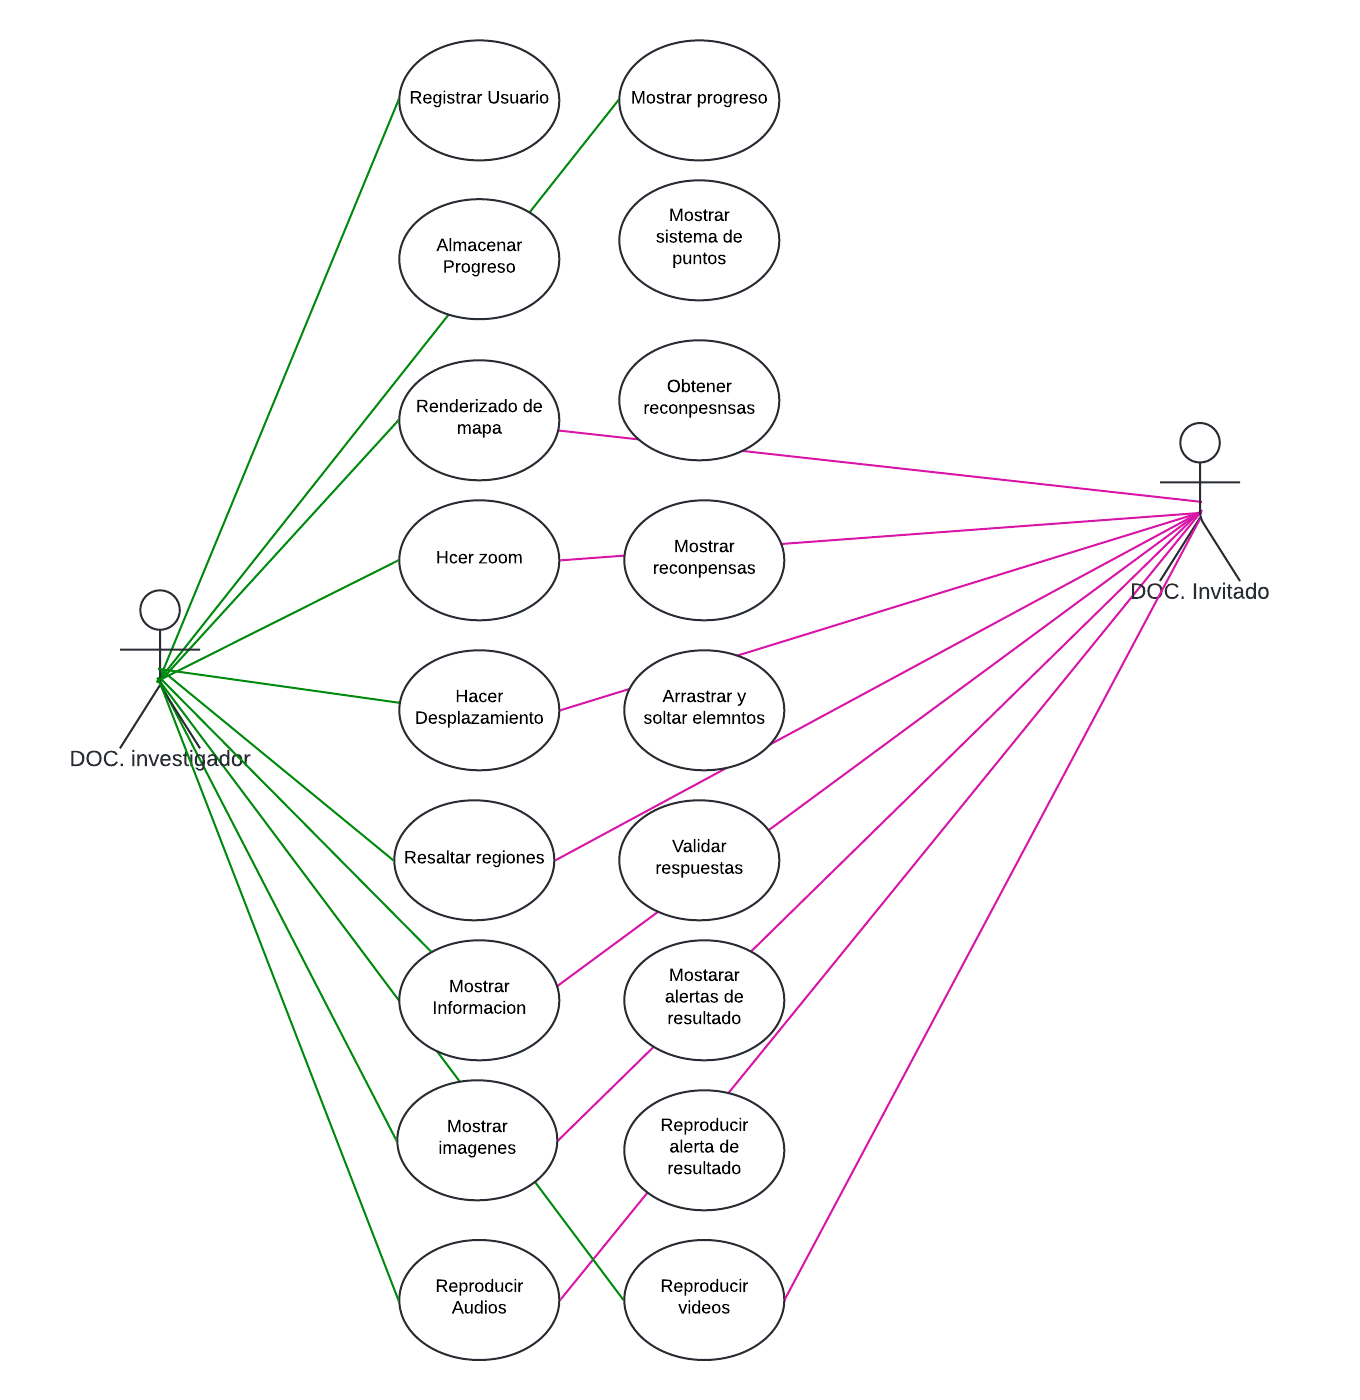 Registrar Usuario
Mostrar progreso
Almacenar
Progreso
Mostrar
sistema de
puntos
Renderizado de
mapa
Obtener
reconpesnsas
Hcer zoom
Mostrar
reconpensas
DOC. Invitado
Hacer
Desplazamiento
Arrastrar y
soltar elemntos
DOC. investigador
Resaltar regiones
Validar
respuestas
Mostrar
Informacion
Mostarar
alertas de
resultado
Mostrar
imagenes
Reproducir
alerta de
resultado
Reproducir
Audios
Reproducir
videos